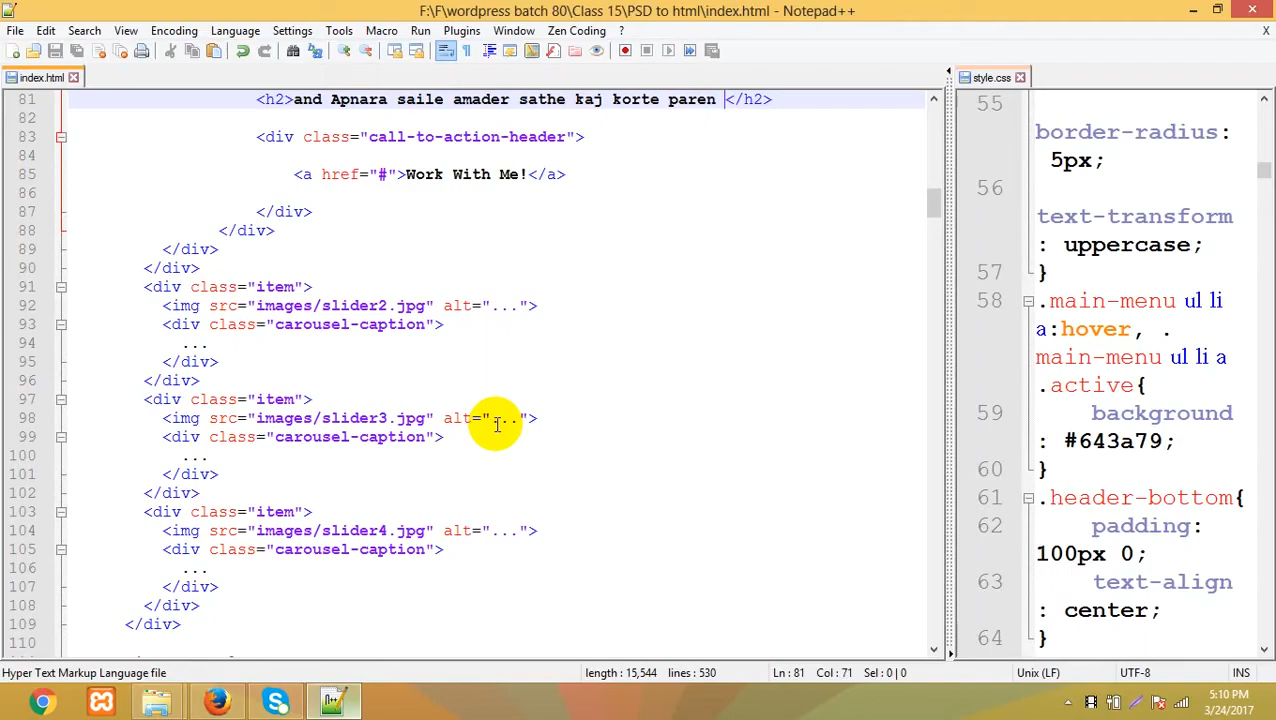 F:\F\wordpress batch 80\Class 15\PSD to html\index.html - Notepad++
File Edit Search View Encoding Language Settings Tools Macro Run Plugins Window Zen Coding ? X
index.html
81 <h2>and Apnara saile amader sathe kaj korte paren </h2>
82
83 <div class="call-to-action-header">
84
85 <a href="#">Work With Me!</a>
86
87 </div>
88 </div>
89 </div>
90 </div>
91 <div class="item">
92 <img src="images/slider2.jpg" alt="...">
93 <div class="carousel-caption">
94 ...
95 </div>
96 </div>
97 <div class="item">
98 <img src="images/slider3.jpg" alt="...">
99 <div class="carousel-caption">
100 ...
101 </div>
102 </div>
103 <div class="item">
104 <img src="images/slider4.jpg" alt="...">
105 <div class="carousel-caption">
106 ...
107 </div>
108 </div>
109 </div>
110
style.css
55
border-radius:
5px;
56
text-transform
: uppercase;
57 }
58 .main-menu ul li
a:hover, .
main-menu ul li a
.active{
59 background
: #643a79;
60 }
61 .header-bottom{
62 padding:
100px 0;
63 text-align
: center;
64 }
Hyper Text Markup Language file length : 15,544 lines : 530 Ln : 81 Col : 71 Sel : 0 | 0 Unix (LF) UTF-8 INS
5:10 PM
3/24/2017